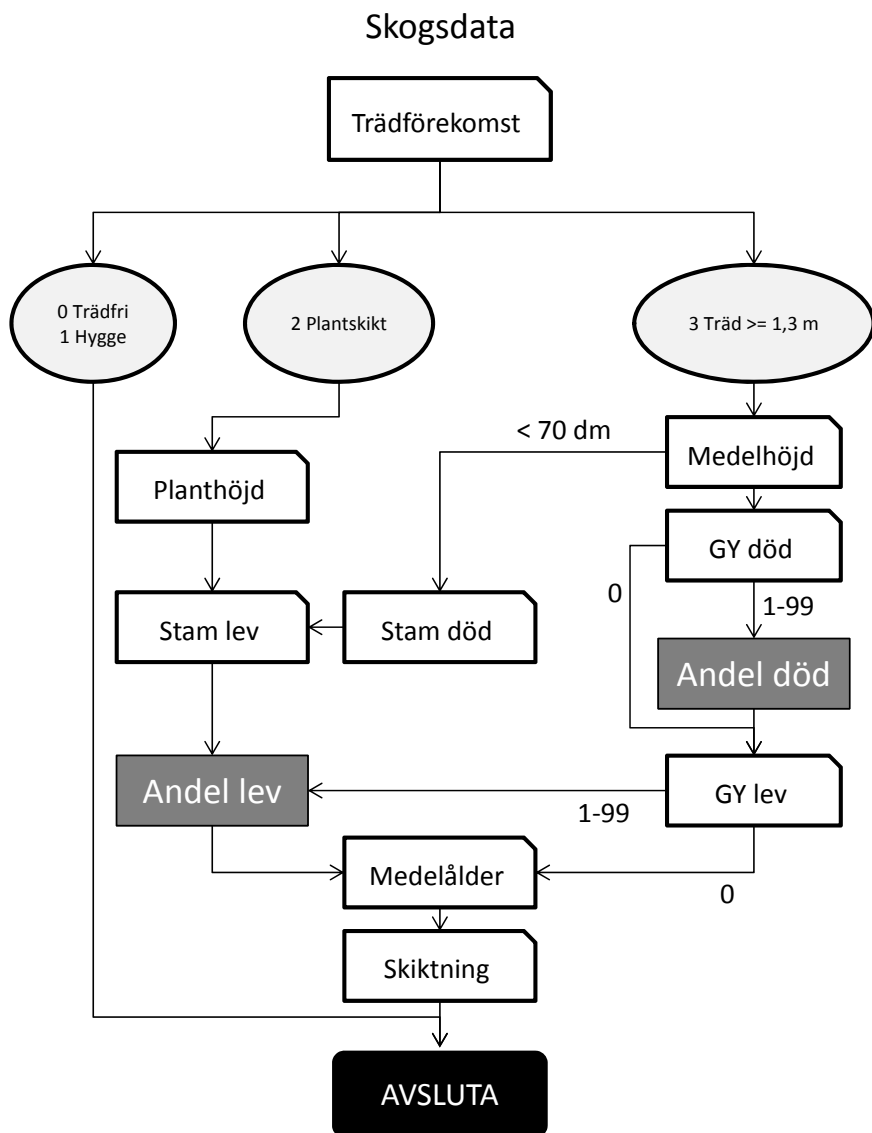 Skogsdata
Trädförekomst
0 Trädfri
1 Hygge
2 Plantskikt
3 Träd >= 1,3 m
< 70 dm
Medelhöjd
Planthöjd
GY död
0
1-99
Stam lev
Stam död
Andel död
Andel lev
GY lev
1-99
Medelålder
0
Skiktning
AVSLUTA